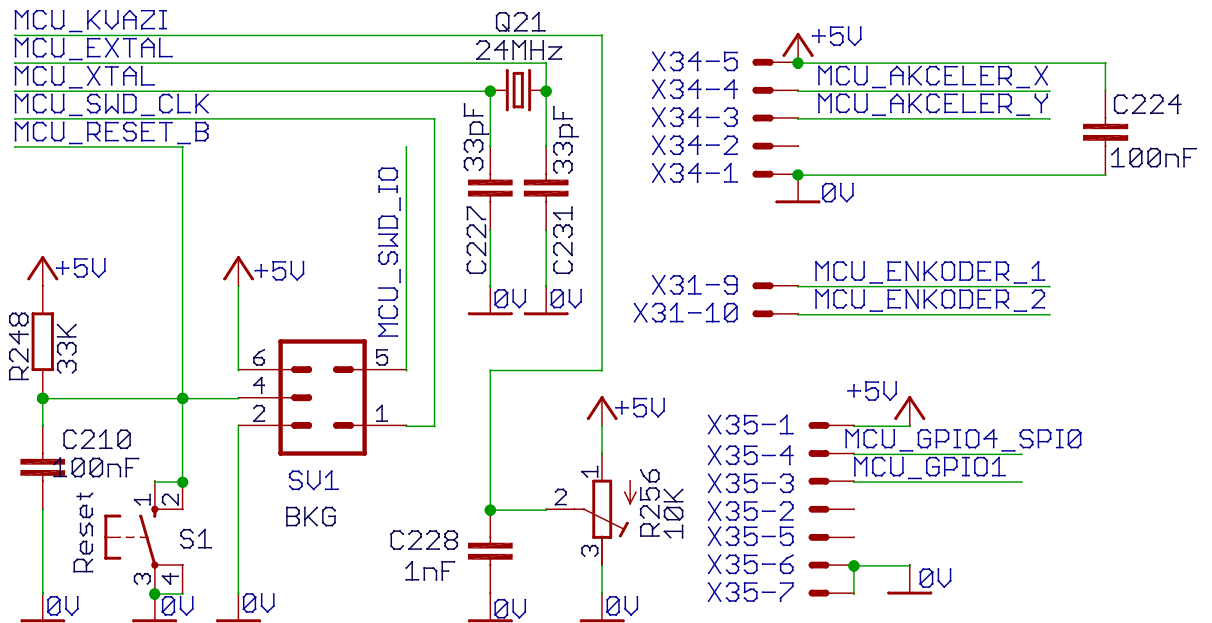 MCU_KVAZI
MCU_EXTAL
MCU_XTAL
MCU_SWD_CLK
MCU_RESET_B
Q21
24MHz
33pF
33pF
C227
C231
0V
0V
MCU_SWD_IO
+5V
R248
33K
+5V
6
5
4
2
1
SV1
BKG
C210
100nF
1
2
Reset
S1
3
4
0V
0V
0V
+5V
1
2
3
R256
10K
C228
1nF
0V
0V
+5V
X34-5
X34-4
MCU_AKCELER_X
X34-3
MCU_AKCELER_Y
X34-2
X34-1
C224
100nF
0V
X31-9
MCU_ENKODER_1
X31-10
MCU_ENKODER_2
+5V
X35-1
X35-4
MCU_GPIO4_SPI0
X35-3
MCU_GPIO1
X35-2
X35-5
X35-6
X35-7
0V